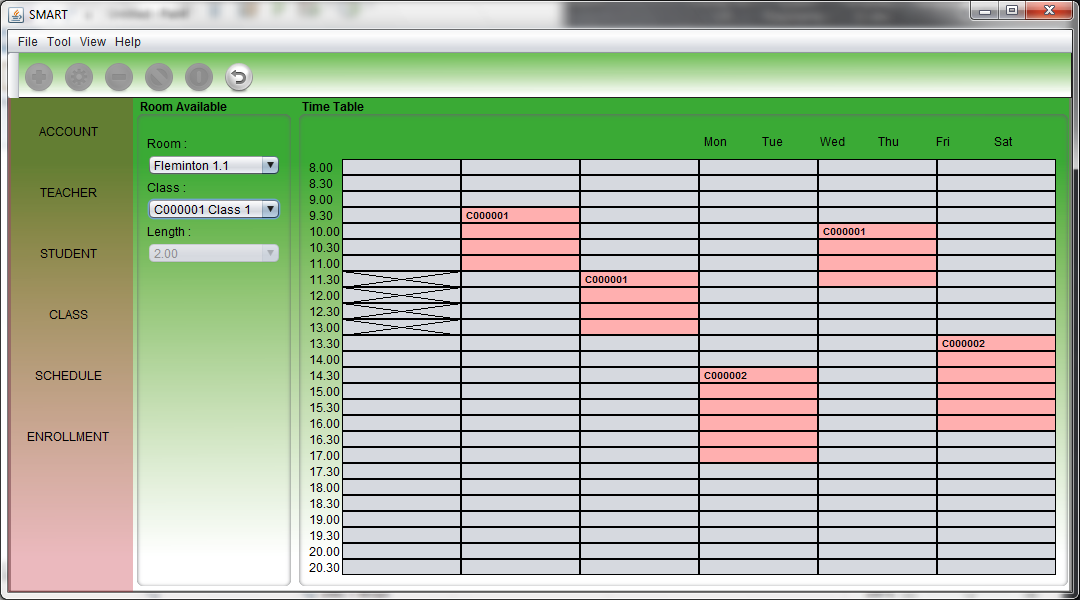 SMART
File Tool View Help
ACCOUNT
TEACHER
STUDENT
CLASS
SCHEDULE
ENROLLMENT
Room Available
Room :
Fleminton 1.1
Class :
C000001 Class 1
Length :
2.00
Time Table
Mon Tue Wed Thu Fri Sat
8.00
8.30
9.00
9.30 C000001
10.00 C000001
10.30
11.00
11.30 C000001
12.00
12.30
13.00
13.30 C000002
14.00
14.30 C000002
15.00
15.30
16.00
16.30
17.00
17.30
18.00
18.30
19.00
19.30
20.00
20.30